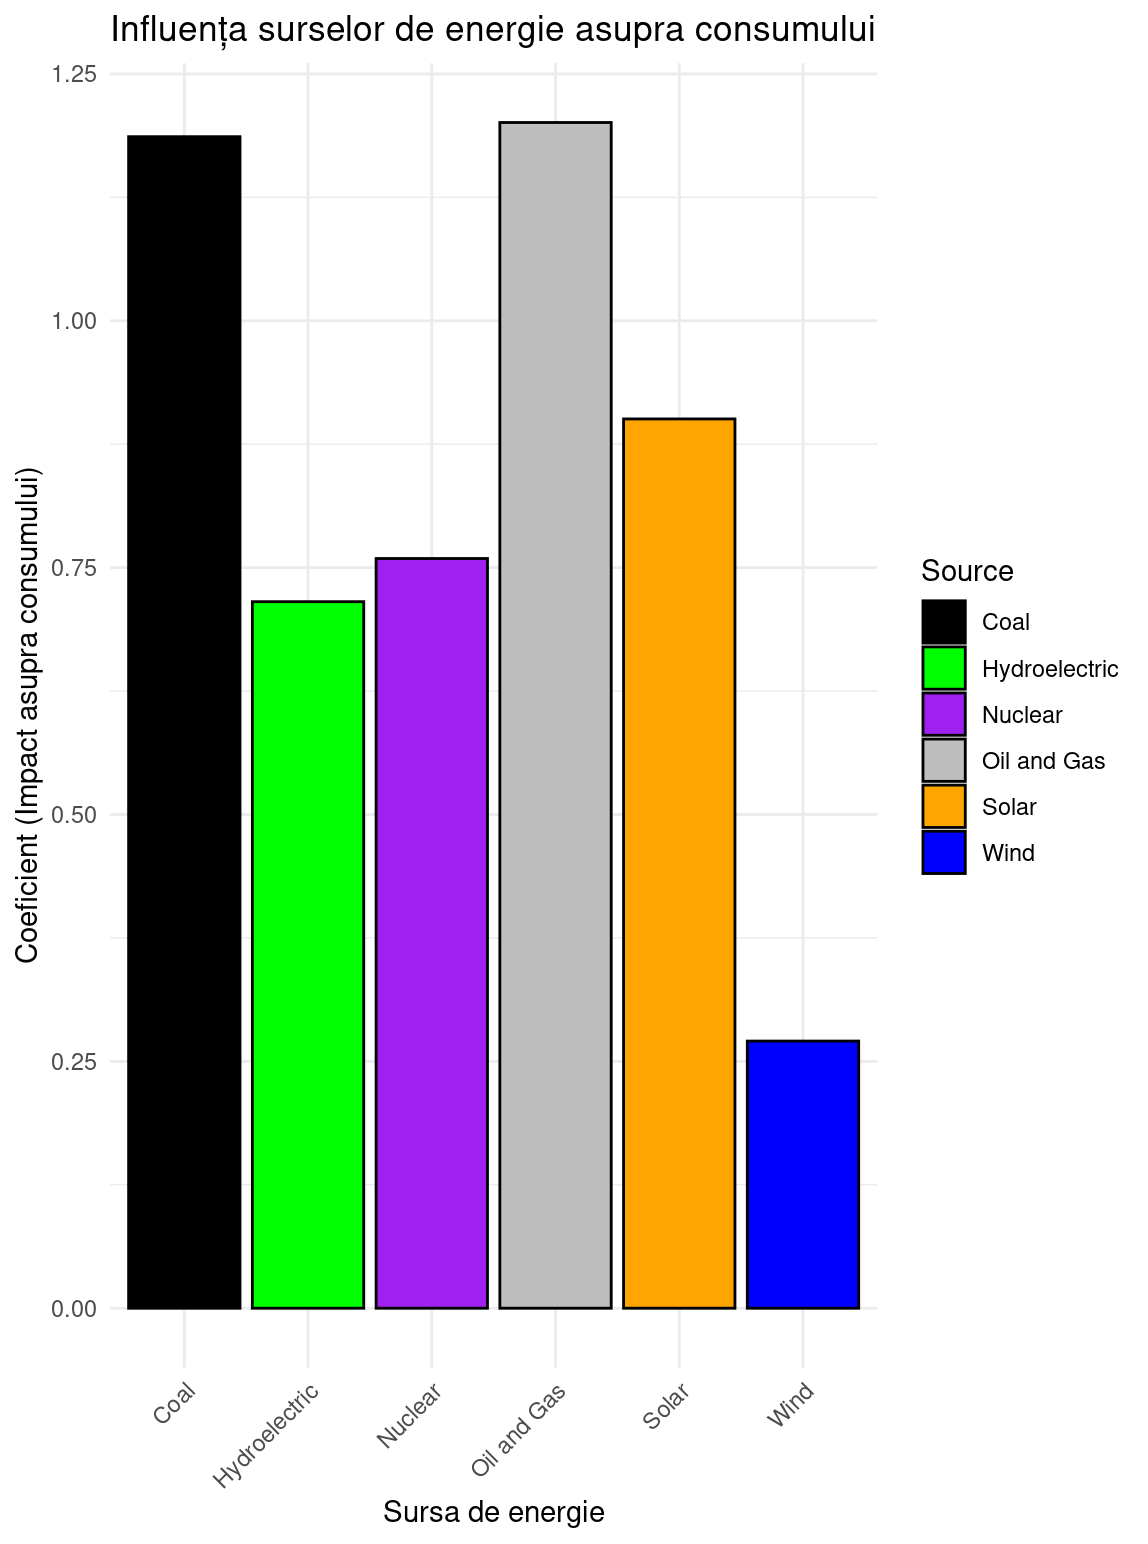 Influența surselor de energie asupra consumului
Coeficient (Impact asupra consumului)
1.25
1.00
0.75
0.50
0.25
0.00
Coal
Hydroelectric
Nuclear
Oil and Gas
Solar
Wind
Sursa de energie
Source
Coal
Hydroelectric
Nuclear
Oil and Gas
Solar
Wind